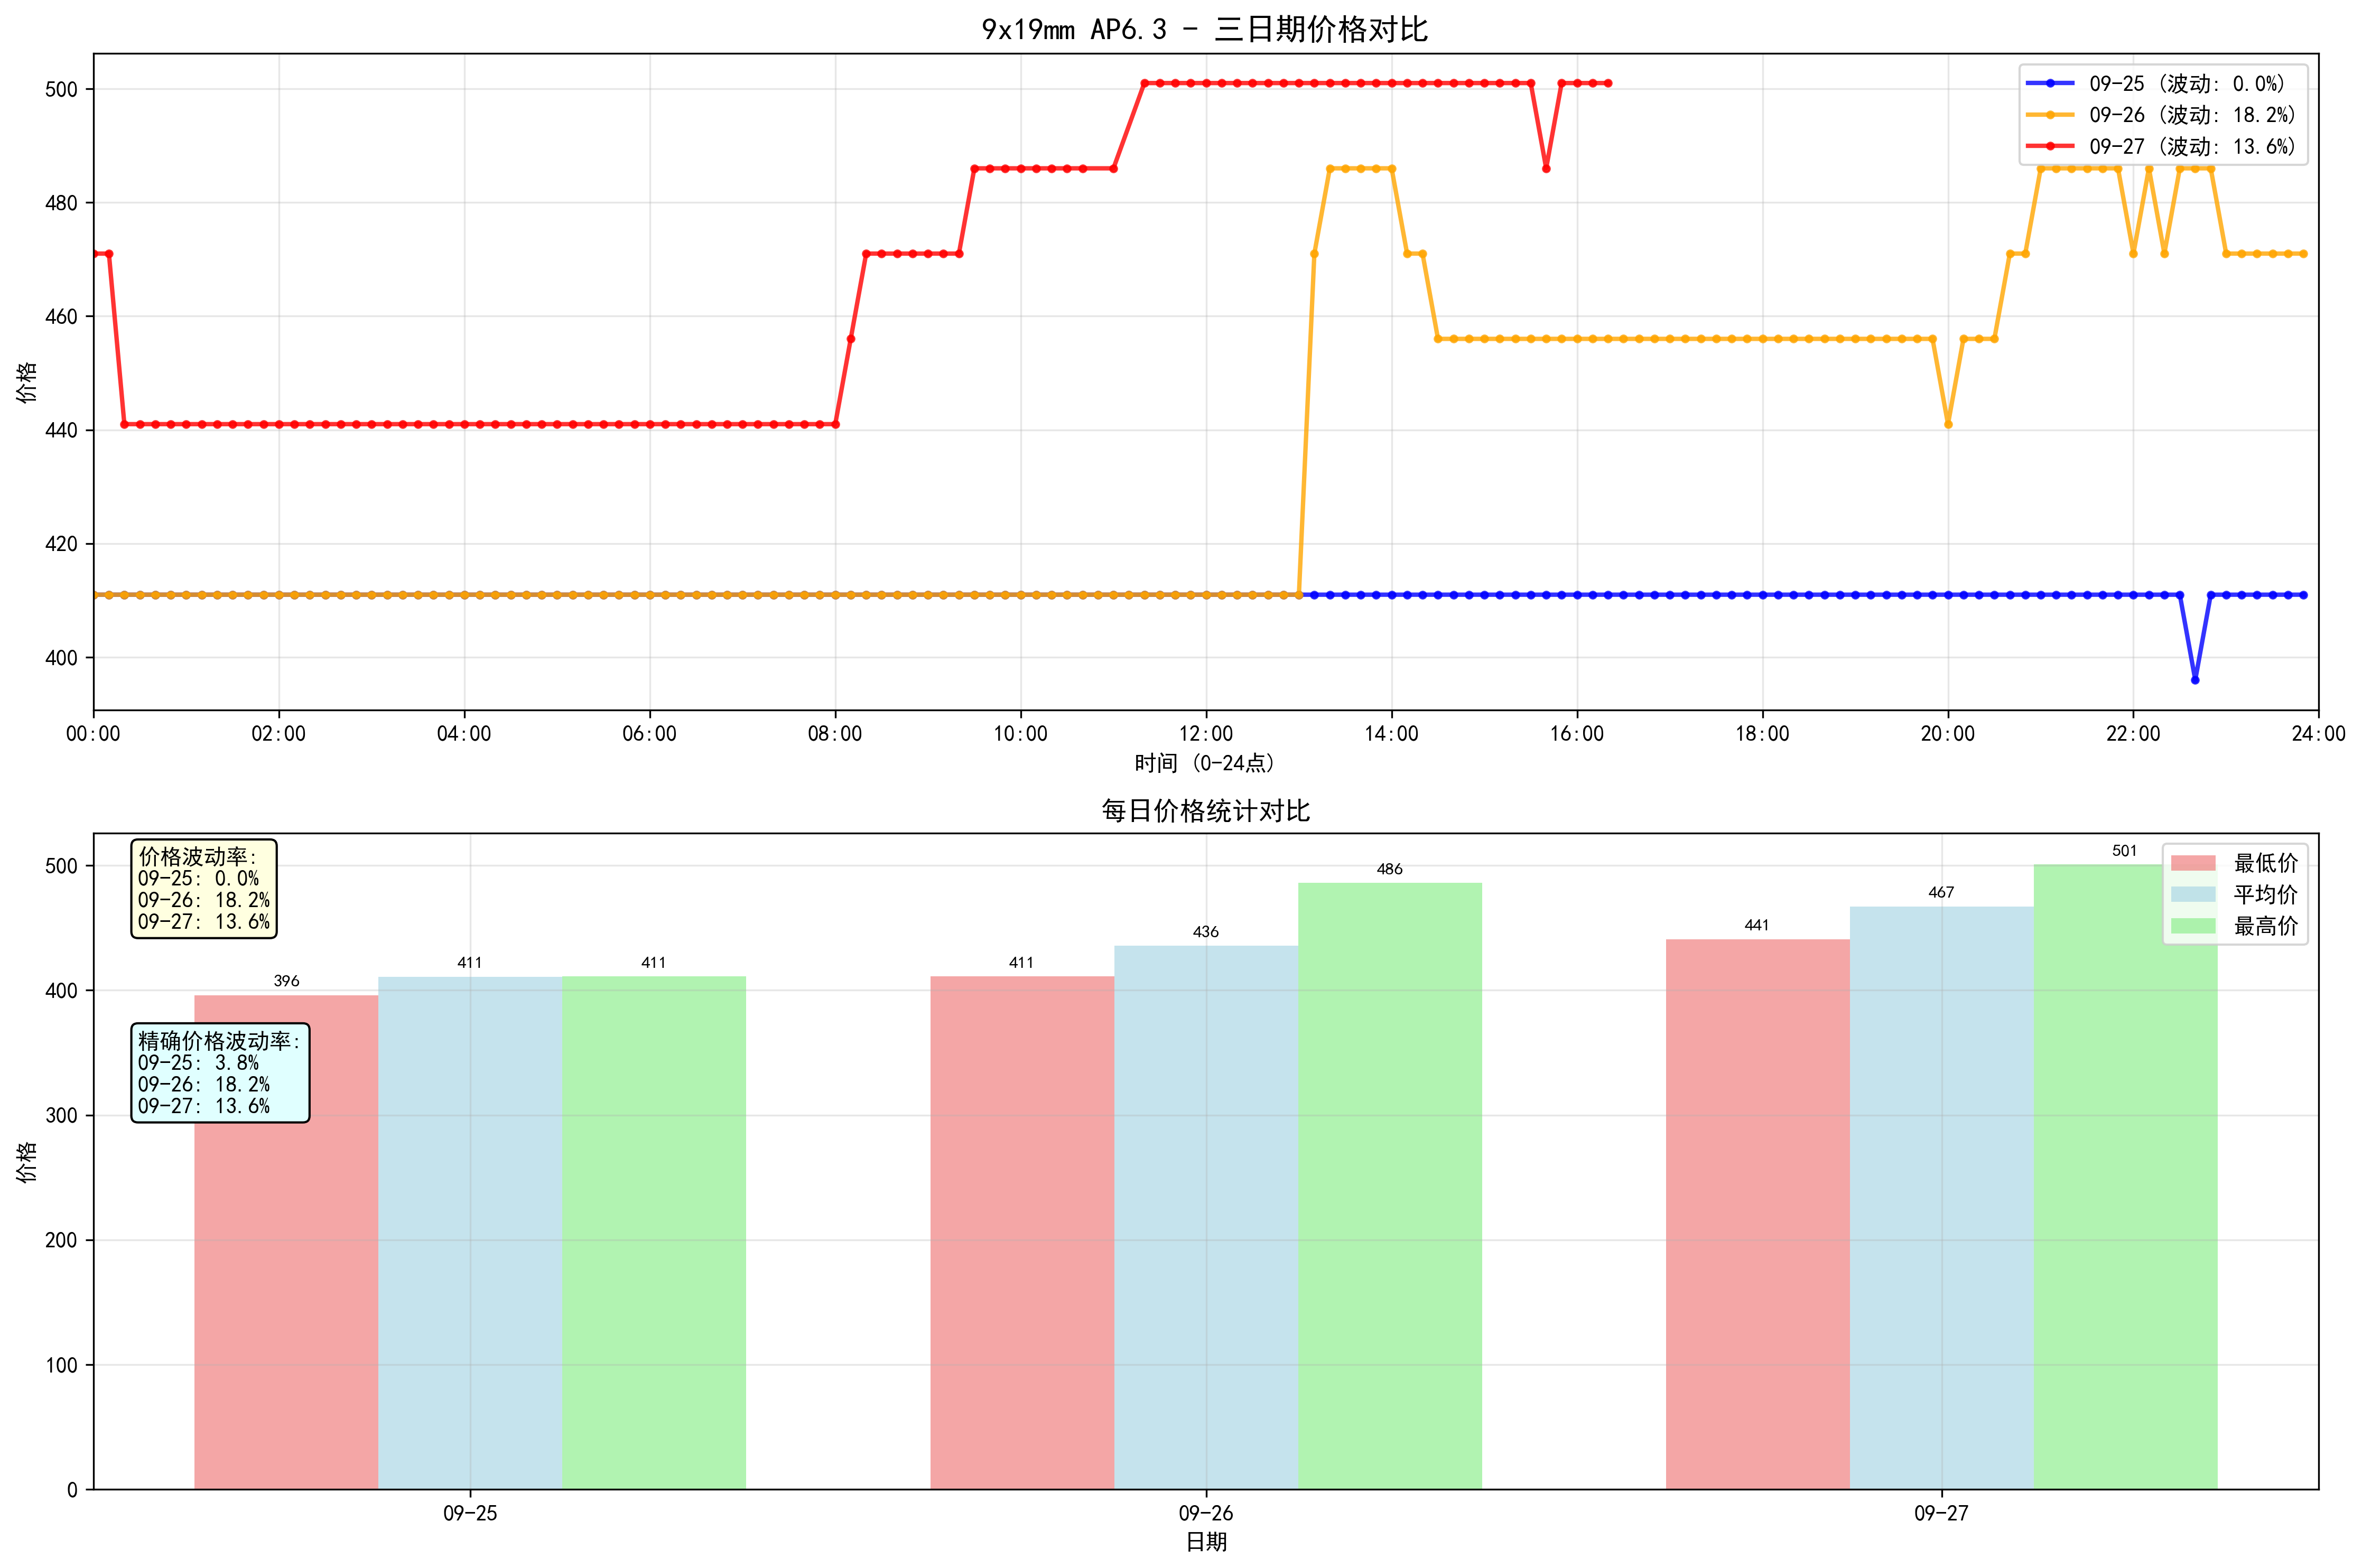 9x19mm AP6.3 - 三日期价格对比
500
480
460
440
420
400
价格
09-25 (波动: 0.0%)
09-26 (波动: 18.2%)
09-27 (波动: 13.6%)
00:00 02:00 04:00 06:00 08:00 10:00 12:00 14:00 16:00 18:00 20:00 22:00 24:00
时间 (0-24点)
每日价格统计对比
500
400
300
200
100
0
价格
价格波动率:
09-25: 0.0%
09-26: 18.2%
09-27: 13.6%
精确价格波动率:
09-25: 3.8%
09-26: 18.2%
09-27: 13.6%
396 411 411 411 436 486 441 467 501
最低价
平均价
最高价
09-25 09-26 09-27
日期